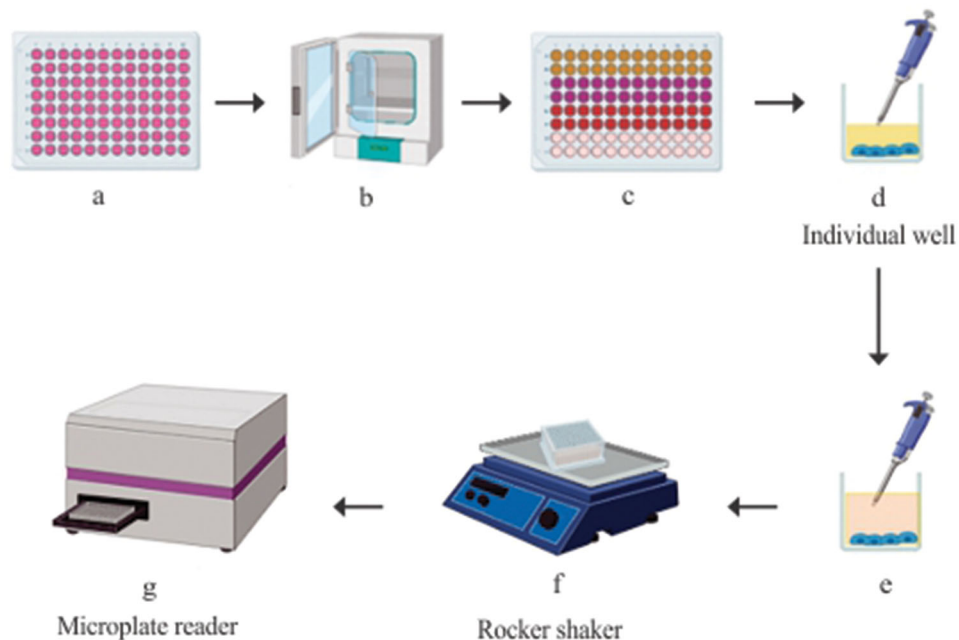 a
b
c
d
Individual well
e
f
Rocker shaker
g
Microplate reader